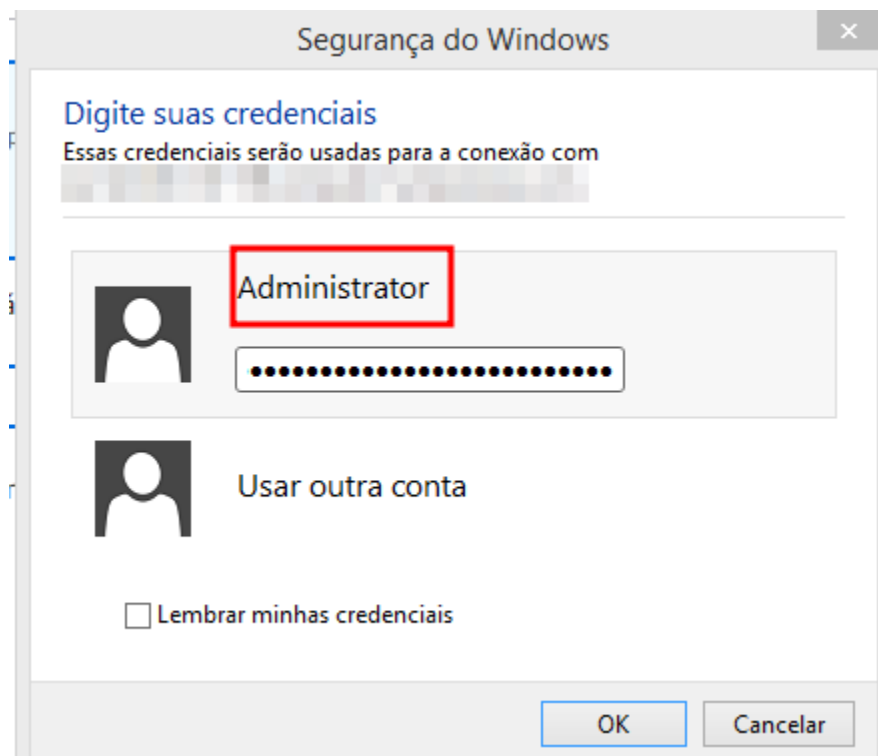 Segurança do Windows
Digite suas credenciais
Essas credenciais serão usadas para a conexão com
Administrator
Usar outra conta
Lembrar minhas credenciais
OK
Cancelar